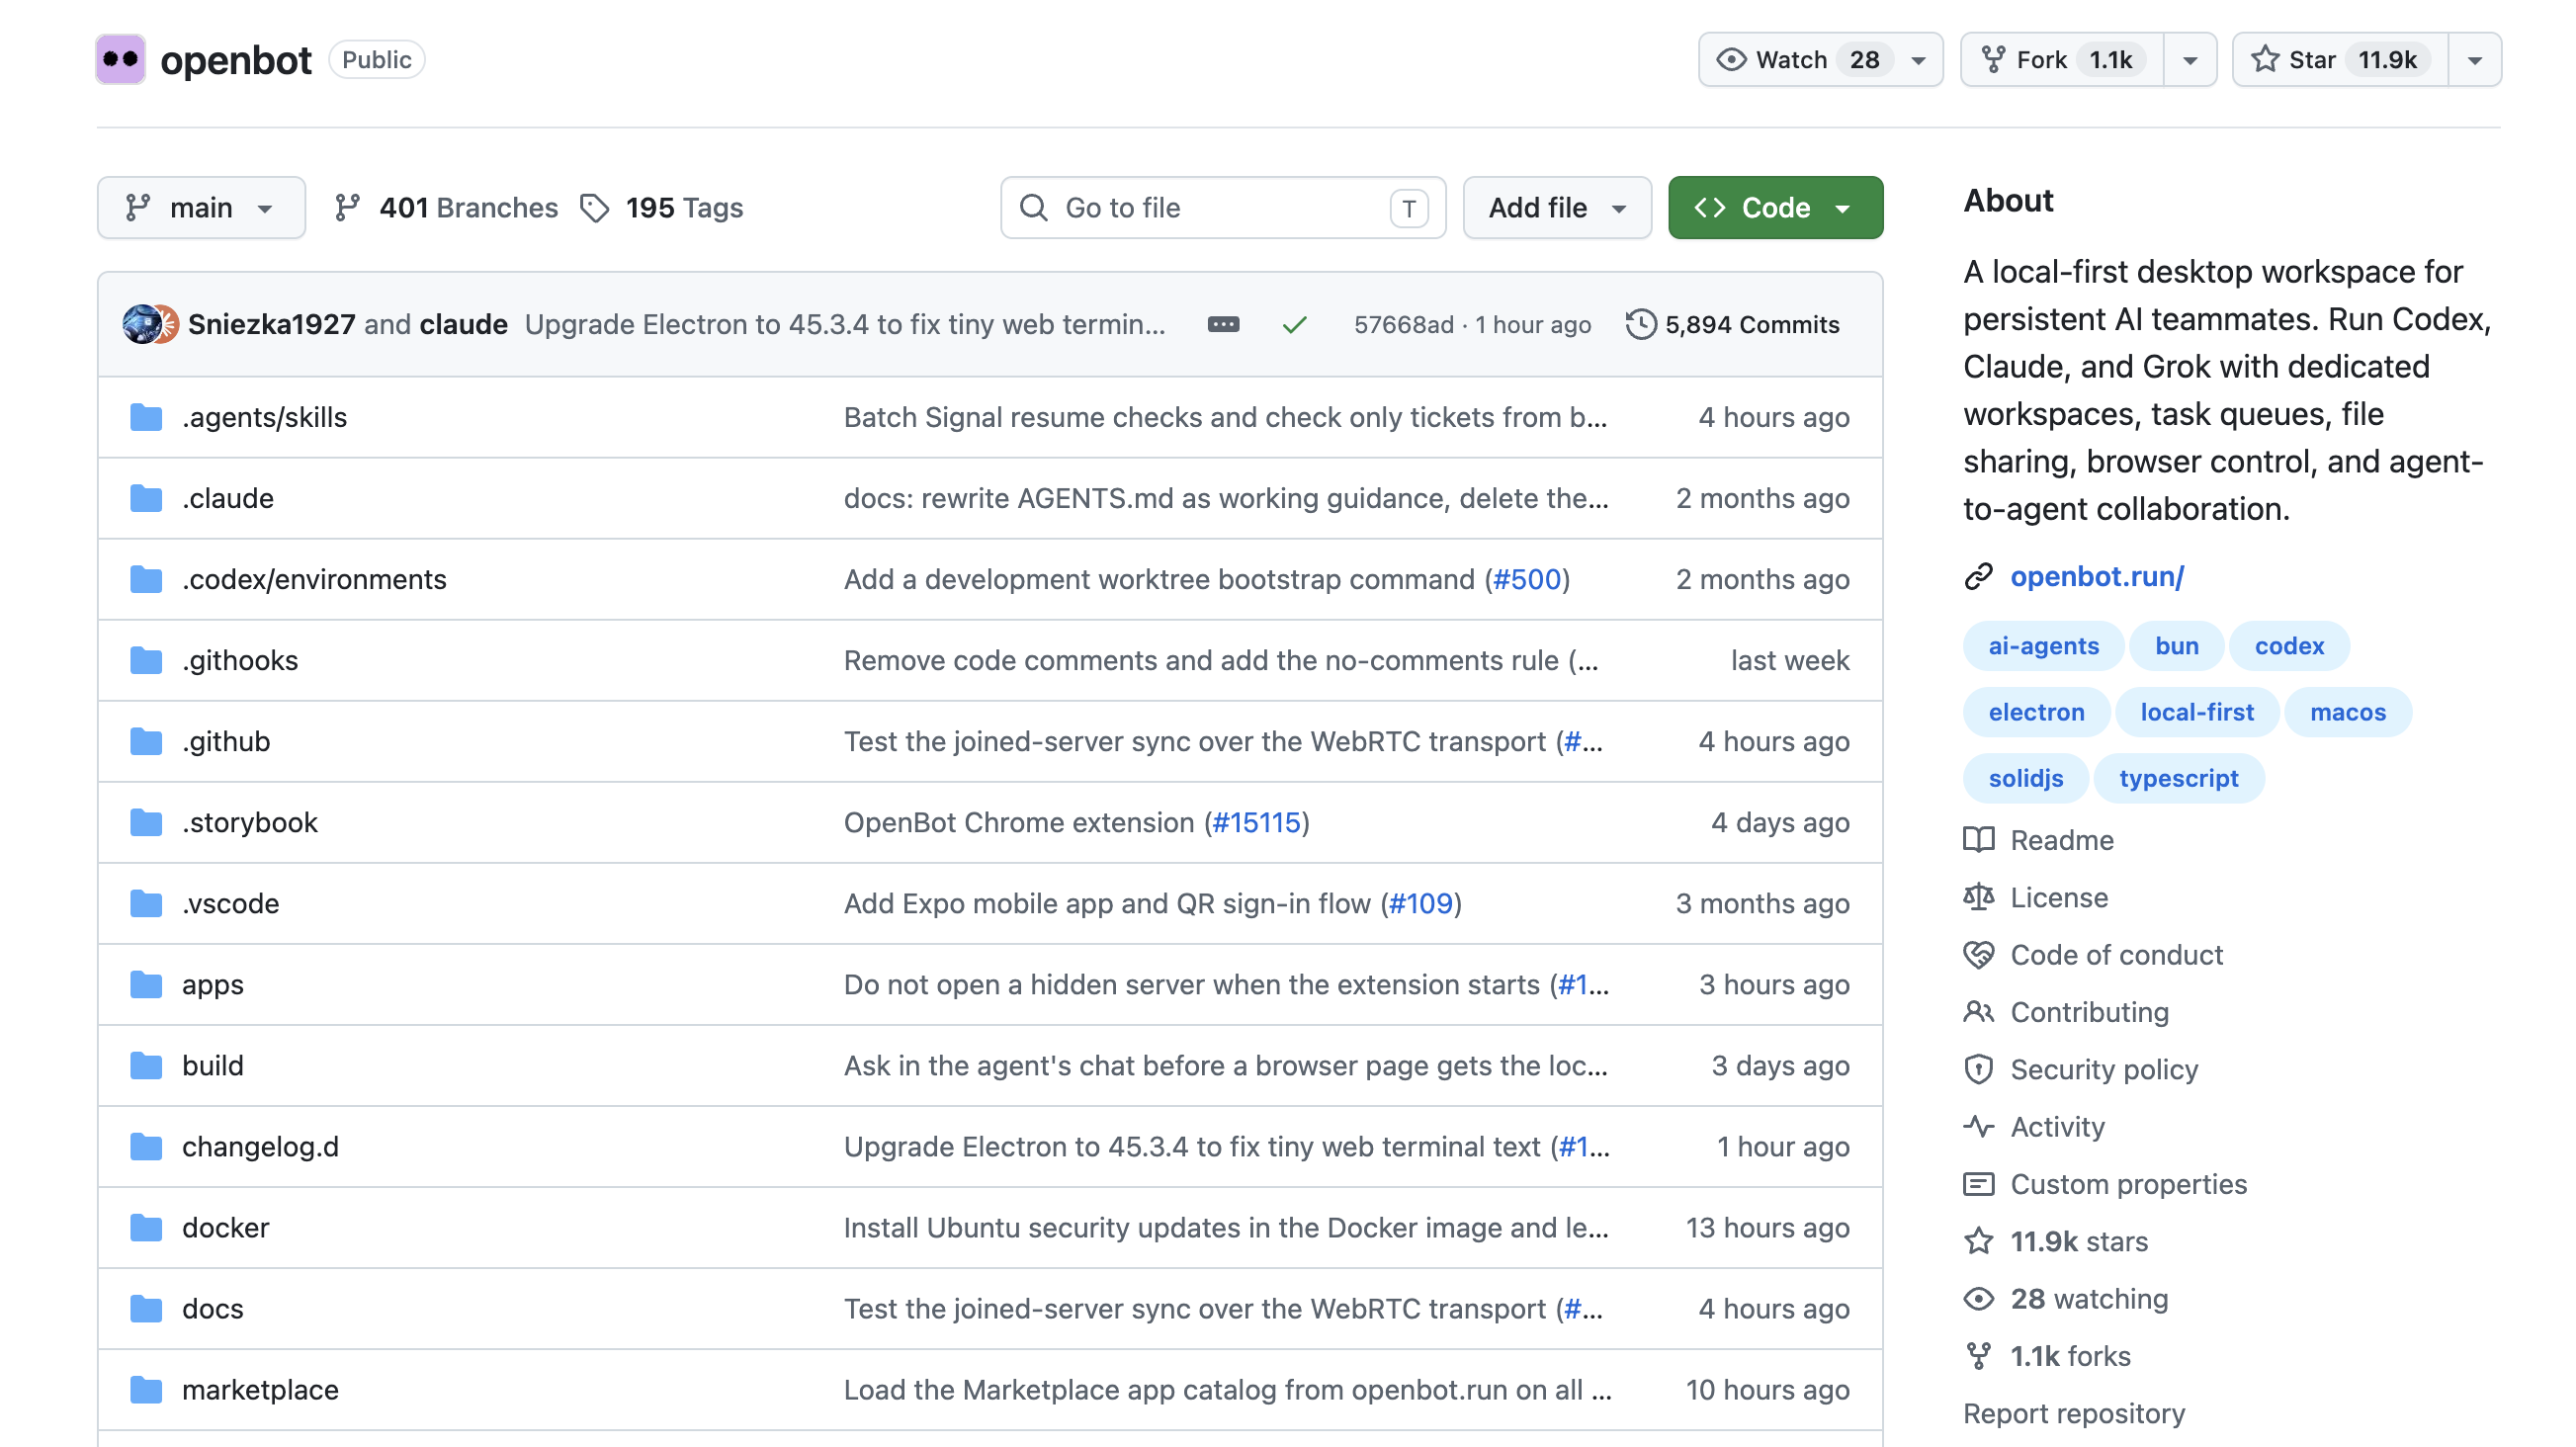 openbot Public Watch 28 Fork 1.1k Star 11.9k
main 401 Branches 195 Tags Go to file T Add file Code
Sniezka1927 and claude Upgrade Electron to 45.3.4 to fix tiny web termin... 57668ad · 1 hour ago 5,894 Commits
.agents/skills Batch Signal resume checks and check only tickets from b... 4 hours ago
.claude docs: rewrite AGENTS.md as working guidance, delete the... 2 months ago
.codex/environments Add a development worktree bootstrap command (#500) 2 months ago
.githooks Remove code comments and add the no-comments rule (... last week
.github Test the joined-server sync over the WebRTC transport (#... 4 hours ago
.storybook OpenBot Chrome extension (#15115) 4 days ago
.vscode Add Expo mobile app and QR sign-in flow (#109) 3 months ago
apps Do not open a hidden server when the extension starts (#1... 3 hours ago
build Ask in the agent's chat before a browser page gets the loc... 3 days ago
changelog.d Upgrade Electron to 45.3.4 to fix tiny web terminal text (#1... 1 hour ago
docker Install Ubuntu security updates in the Docker image and le... 13 hours ago
docs Test the joined-server sync over the WebRTC transport (#... 4 hours ago
marketplace Load the Marketplace app catalog from openbot.run on all ... 10 hours ago
About
A local-first desktop workspace for
persistent AI teammates. Run Codex,
Claude, and Grok with dedicated
workspaces, task queues, file
sharing, browser control, and agent-
to-agent collaboration.
openbot.run/
ai-agents bun codex
electron local-first macos
solidjs typescript
Readme
License
Code of conduct
Contributing
Security policy
Activity
Custom properties
11.9k stars
28 watching
1.1k forks
Report repository